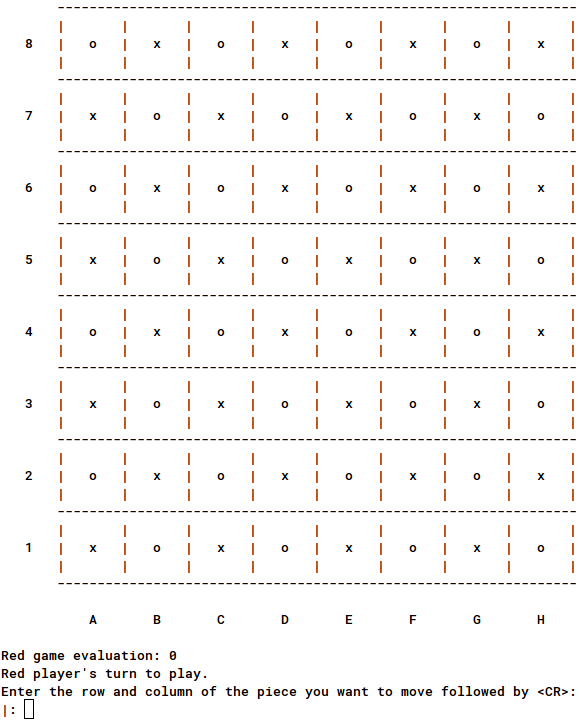 8 | o | x | o | x | o | x | o | x |
7 | x | o | x | o | x | o | x | o |
6 | o | x | o | x | o | x | o | x |
5 | x | o | x | o | x | o | x | o |
4 | o | x | o | x | o | x | o | x |
3 | x | o | x | o | x | o | x | o |
2 | o | x | o | x | o | x | o | x |
1 | x | o | x | o | x | o | x | o |
A B C D E F G H
Red game evaluation: 0
Red player's turn to play.
Enter the row and column of the piece you want to move followed by <CR>:
|: